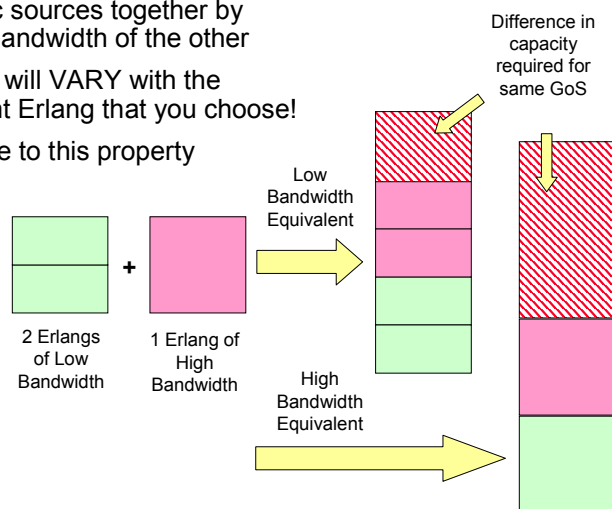 c sources together by
andwidth of the other
will VARY with the
nt Erlang that you choose!
e to this property
Difference in
capacity
required for
same GoS
Low
Bandwidth
Equivalent
+
2 Erlangs
of Low
Bandwidth
1 Erlang of
High
Bandwidth
High
Bandwidth
Equivalent